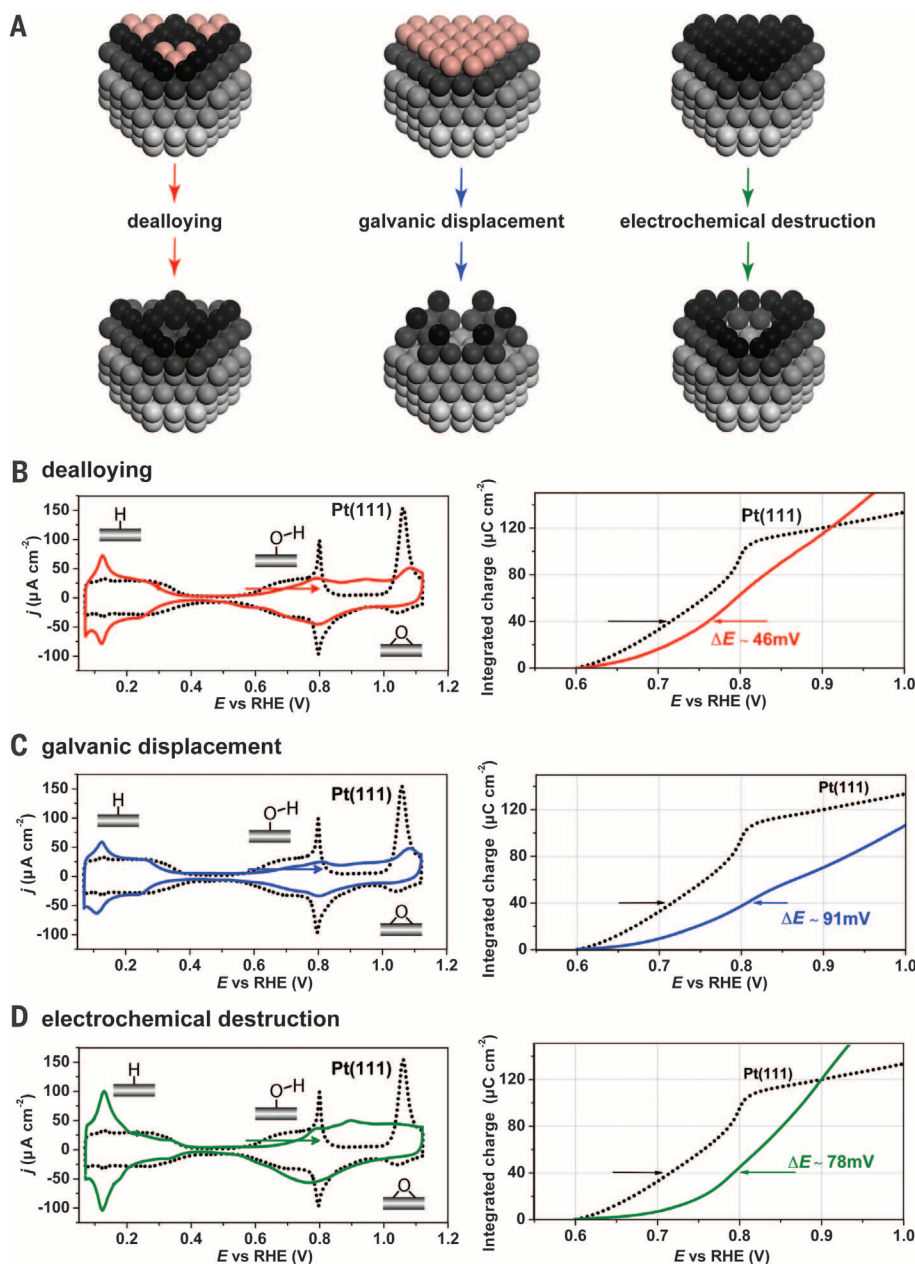 A
dealloying
galvanic displacement
electrochemical destruction
B dealloying
150
100
50
0
-50
-100
j (µA cm⁻²)
H
O H
Pt(111)
O
0.2 0.4 0.6 0.8 1.0 1.2
E vs RHE (V)
Integrated charge (µC cm⁻²)
120
80
40
0
Pt(111)
ΔE ~ 46mV
0.5 0.6 0.7 0.8 0.9 1.0
E vs RHE (V)
C galvanic displacement
150
100
50
0
-50
-100
j (µA cm⁻²)
H
O H
Pt(111)
O
0.2 0.4 0.6 0.8 1.0 1.2
E vs RHE (V)
Integrated charge (µC cm⁻²)
120
80
40
0
Pt(111)
ΔE ~ 91mV
0.5 0.6 0.7 0.8 0.9 1.0
E vs RHE (V)
D electrochemical destruction
150
100
50
0
-50
-100
j (µA cm⁻²)
H
O H
Pt(111)
O
0.2 0.4 0.6 0.8 1.0 1.2
E vs RHE (V)
Integrated charge (µC cm⁻²)
120
80
40
0
Pt(111)
ΔE ~ 78mV
0.5 0.6 0.7 0.8 0.9 1.0
E vs RHE (V)